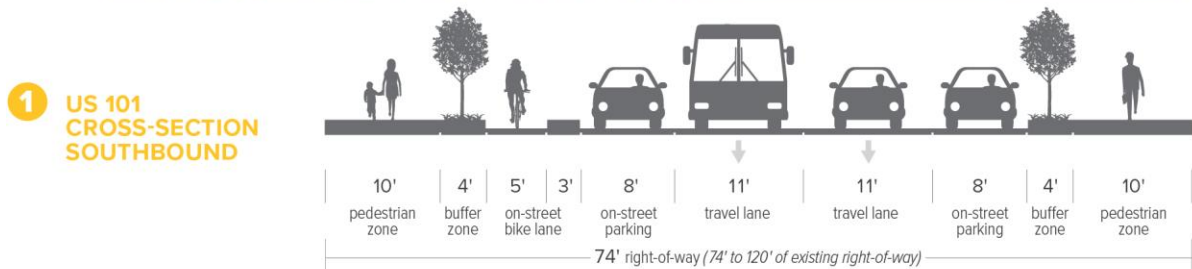 1
US 101
CROSS-SECTION
SOUTHBOUND
10' 4' 5' 3' 8' 11' 11' 8' 4' 10'
pedestrian zone
buffer zone
on-street bike lane
on-street parking
travel lane
travel lane
on-street parking
buffer zone
pedestrian zone
74' right-of-way (74' to 120' of existing right-of-way)